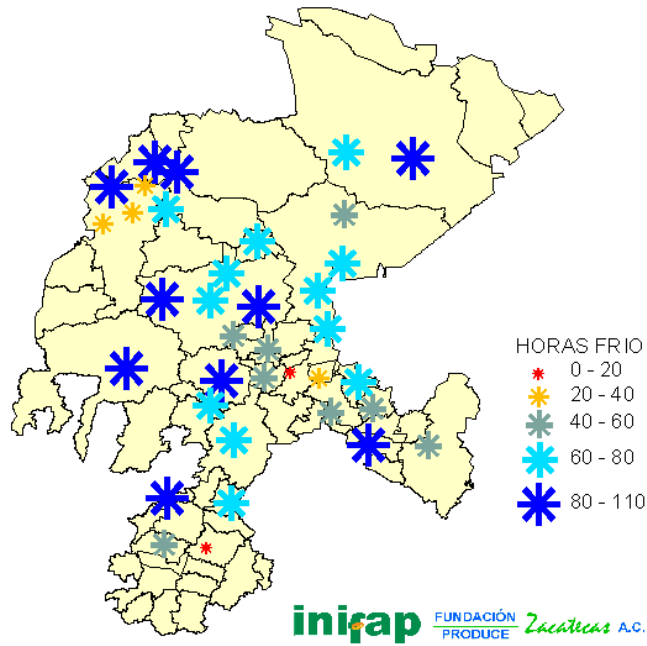 HORAS FRIO
0 - 20
20 - 40
40 - 60
60 - 80
80 - 110
inifap
FUNDACIÓN
PRODUCE
Zacatecas A.C.